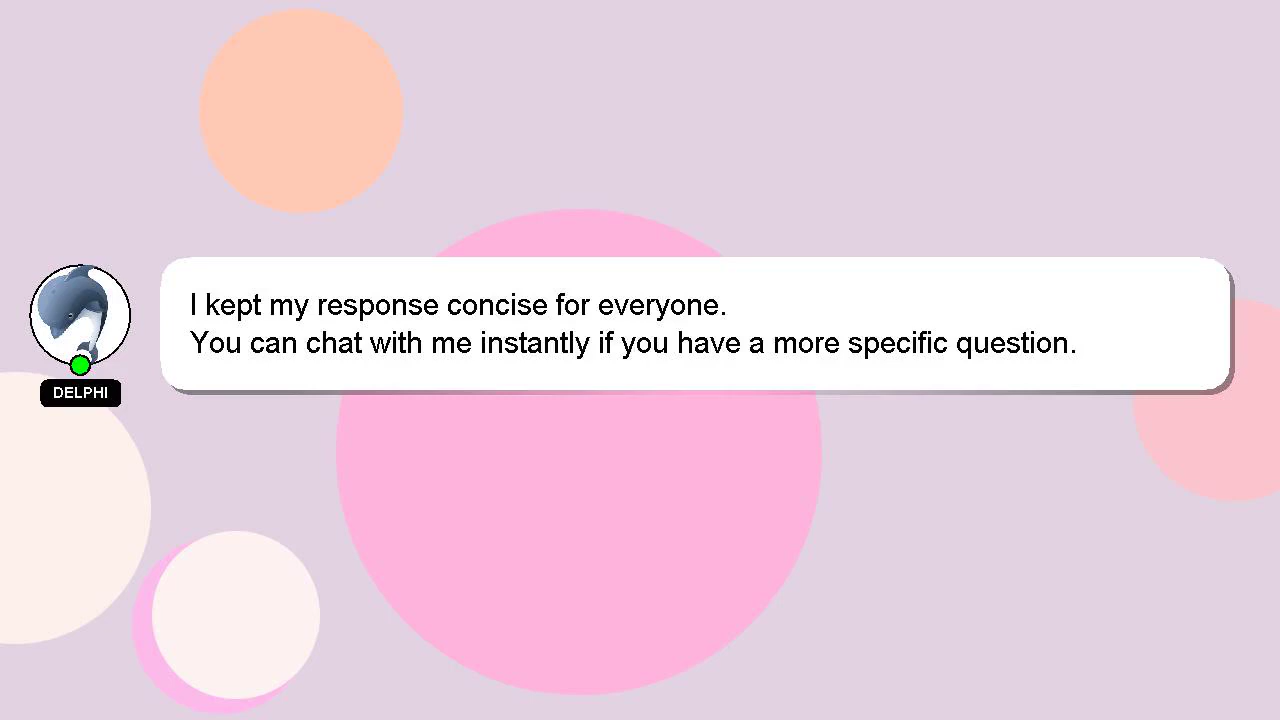 I kept my response concise for everyone.
You can chat with me instantly if you have a more specific question.
DELPHI